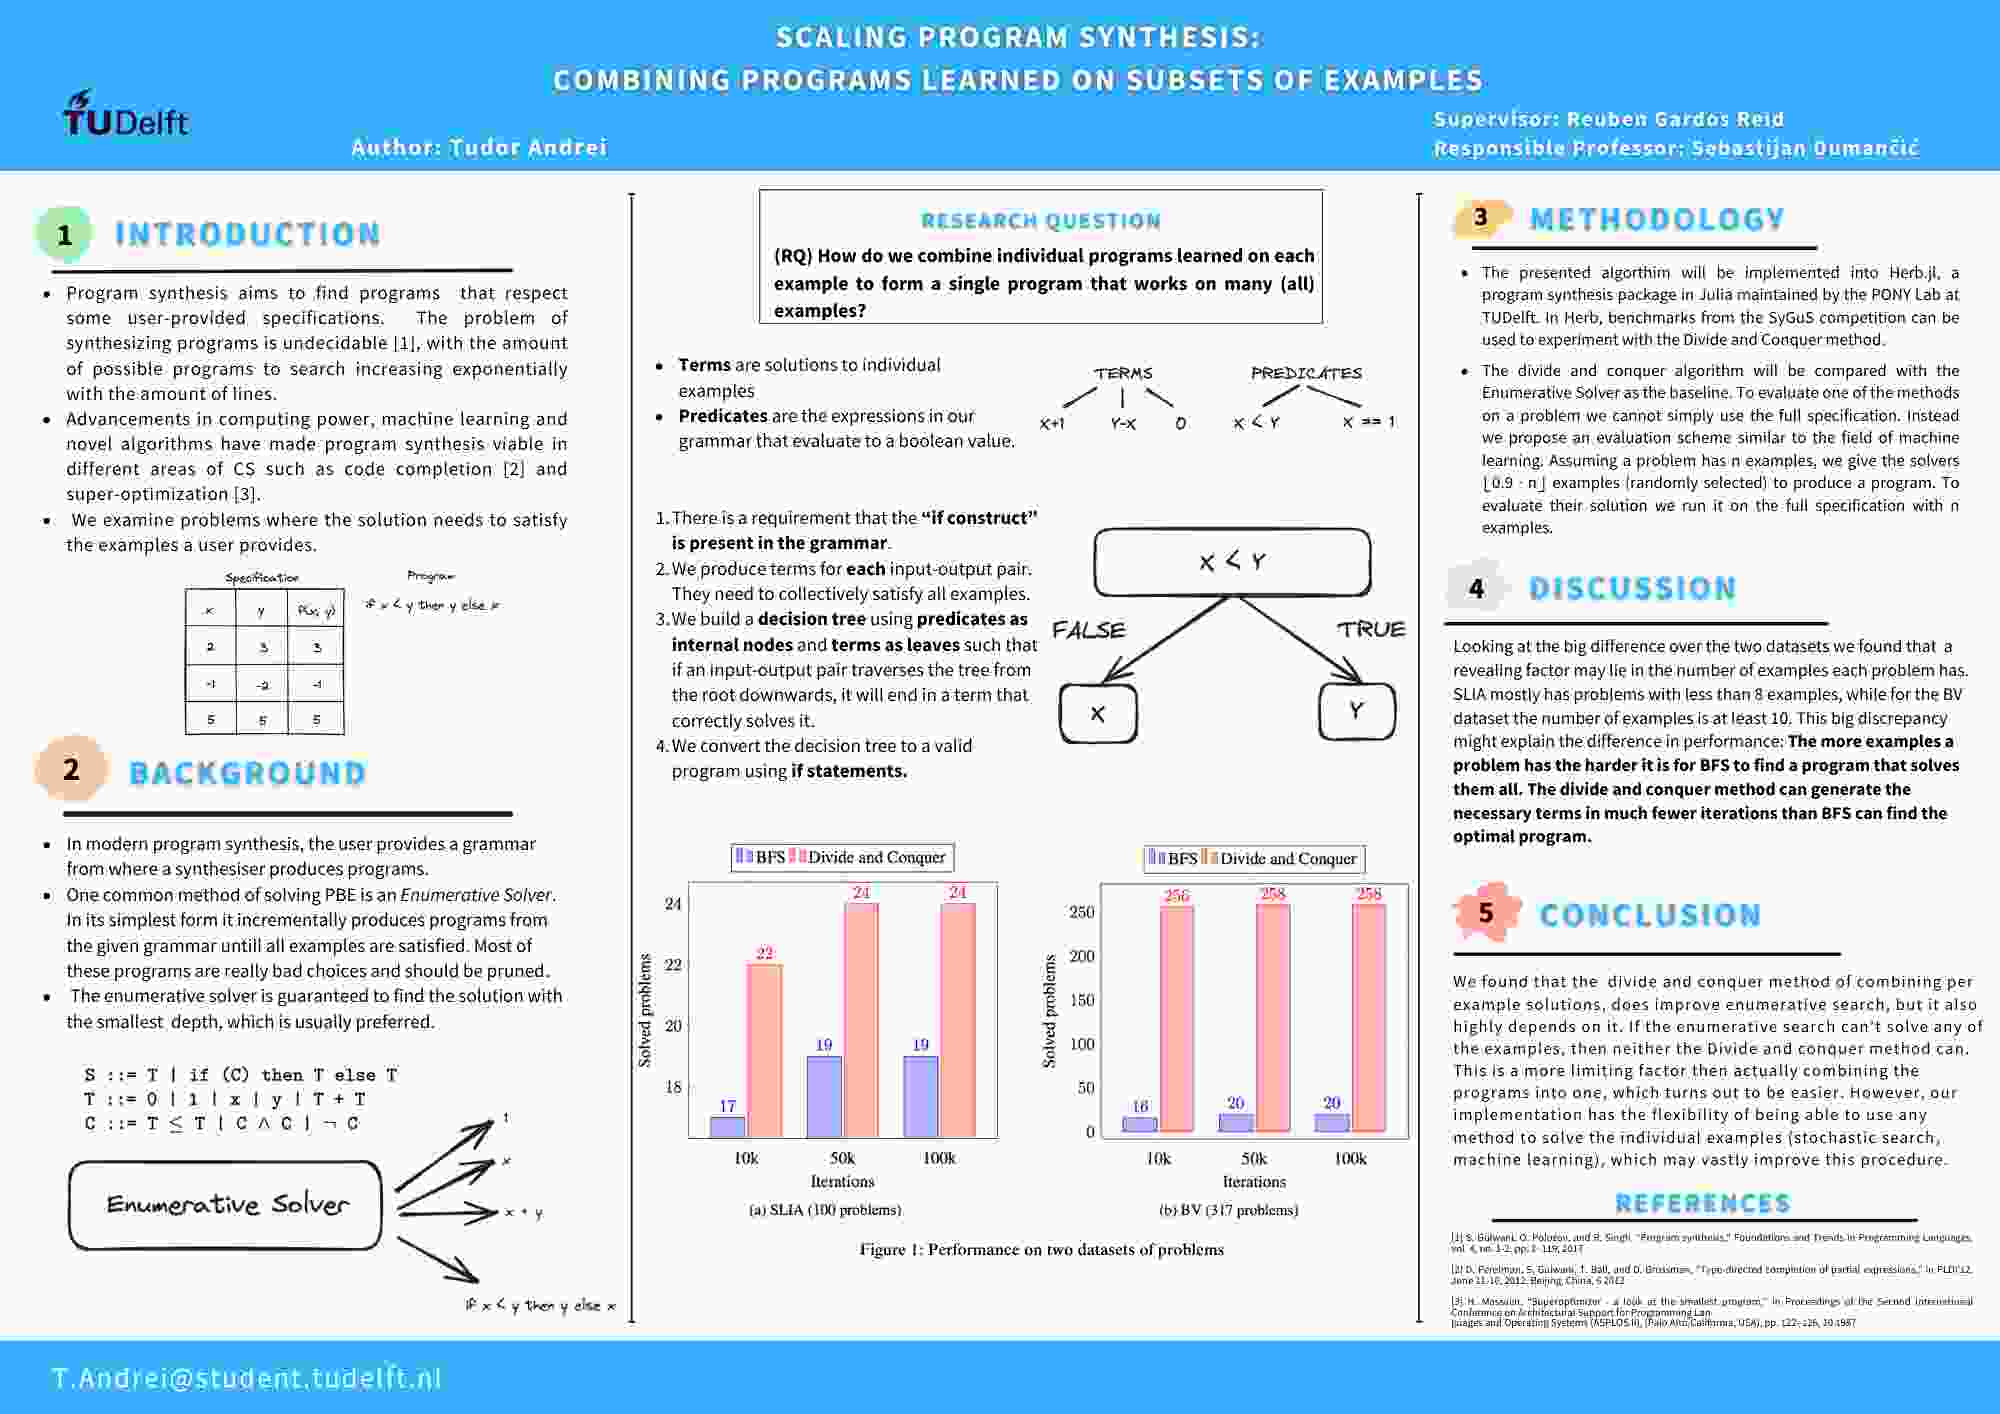 SCALING PROGRAM SYNTHESIS:
COMBINING PROGRAMS LEARNED ON SUBSETS OF EXAMPLES
TUDelft
Author: Tudor Andrei
Supervisor: Reuben Gardos Reid
Responsible Professor: Sebastijan Dumančić
1 INTRODUCTION
• Program synthesis aims to find programs that respect
some user-provided specifications. The problem of
synthesizing programs is undecidable [1], with the amount
of possible programs to search increasing exponentially
with the amount of lines.
• Advancements in computing power, machine learning and
novel algorithms have made program synthesis viable in
different areas of CS such as code completion [2] and
super-optimization [3].
• We examine problems where the solution needs to satisfy
the examples a user provides.
Specification
x y P(x, y)
2 3 3
-1 -2 -1
5 5 5
Program
if x < y then y else x
2 BACKGROUND
• In modern program synthesis, the user provides a grammar
from where a synthesiser produces programs.
• One common method of solving PBE is an Enumerative Solver.
In its simplest form it incrementally produces programs from
the given grammar untill all examples are satisfied. Most of
these programs are really bad choices and should be pruned.
• The enumerative solver is guaranteed to find the solution with
the smallest depth, which is usually preferred.
S ::= T | if (C) then T else T
T ::= 0 | 1 | x | y | T + T
C ::= T ≤ T | C ∧ C | ¬ C
Enumerative Solver
1
x
x + y
if x < y then y else x
RESEARCH QUESTION
(RQ) How do we combine individual programs learned on each
example to form a single program that works on many (all)
examples?
• Terms are solutions to individual
examples
• Predicates are the expressions in our
grammar that evaluate to a boolean value.
TERMS
X+1 Y-X 0
PREDICATES
X < Y X == 1
1. There is a requirement that the “if construct”
is present in the grammar.
2. We produce terms for each input-output pair.
They need to collectively satisfy all examples.
3. We build a decision tree using predicates as
internal nodes and terms as leaves such that
if an input-output pair traverses the tree from
the root downwards, it will end in a term that
correctly solves it.
4. We convert the decision tree to a valid
program using if statements.
X < Y
FALSE TRUE
X Y
BFS Divide and Conquer
Solved problems
24
22
20
18
17 22
19 24
19 24
10k 50k 100k
Iterations
(a) SLIA (100 problems)
BFS Divide and Conquer
Solved problems
250
200
150
100
50
0
16 256
20 258
20 258
10k 50k 100k
Iterations
(b) BV (317 problems)
Figure 1: Performance on two datasets of problems
3 METHODOLOGY
• The presented algorthim will be implemented into Herb.jl, a
program synthesis package in Julia maintained by the PONY Lab at
TUDelft. In Herb, benchmarks from the SyGuS competition can be
used to experiment with the Divide and Conquer method.
• The divide and conquer algorithm will be compared with the
Enumerative Solver as the baseline. To evaluate one of the methods
on a problem we cannot simply use the full specification. Instead
we propose an evaluation scheme similar to the field of machine
learning. Assuming a problem has n examples, we give the solvers
⌊0.9 · n⌋ examples (randomly selected) to produce a program. To
evaluate their solution we run it on the full specification with n
examples.
4 DISCUSSION
Looking at the big difference over the two datasets we found that a
revealing factor may lie in the number of examples each problem has.
SLIA mostly has problems with less than 8 examples, while for the BV
dataset the number of examples is at least 10. This big discrepancy
might explain the difference in performance: The more examples a
problem has the harder it is for BFS to find a program that solves
them all. The divide and conquer method can generate the
necessary terms in much fewer iterations than BFS can find the
optimal program.
5 CONCLUSION
We found that the divide and conquer method of combining per
example solutions, does improve enumerative search, but it also
highly depends on it. If the enumerative search can't solve any of
the examples, then neither the Divide and conquer method can.
This is a more limiting factor then actually combining the
programs into one, which turns out to be easier. However, our
implementation has the flexibility of being able to use any
method to solve the individual examples (stochastic search,
machine learning), which may vastly improve this procedure.
REFERENCES
[1] S. Gulwani, O. Polozov, and R. Singh, “Program synthesis,” Foundations and Trends in Programming Languages,
vol. 4, no. 1-2, pp. 1–119, 2017
[2] D. Perelman, S. Gulwani, T. Ball, and D. Grossman, “Type-directed completion of partial expressions,” in PLDI'12,
June 11-16, 2012, Beijing, China, 6 2012
[3] H. Massalin, “Superoptimizer - a look at the smallest program,” in Proceedings of the Second International
Conference on Architectural Support for Programming Lan
guages and Operating Systems (ASPLOS II), (Palo Alto, California, USA), pp. 122–126, 10 1987
T.Andrei@student.tudelft.nl